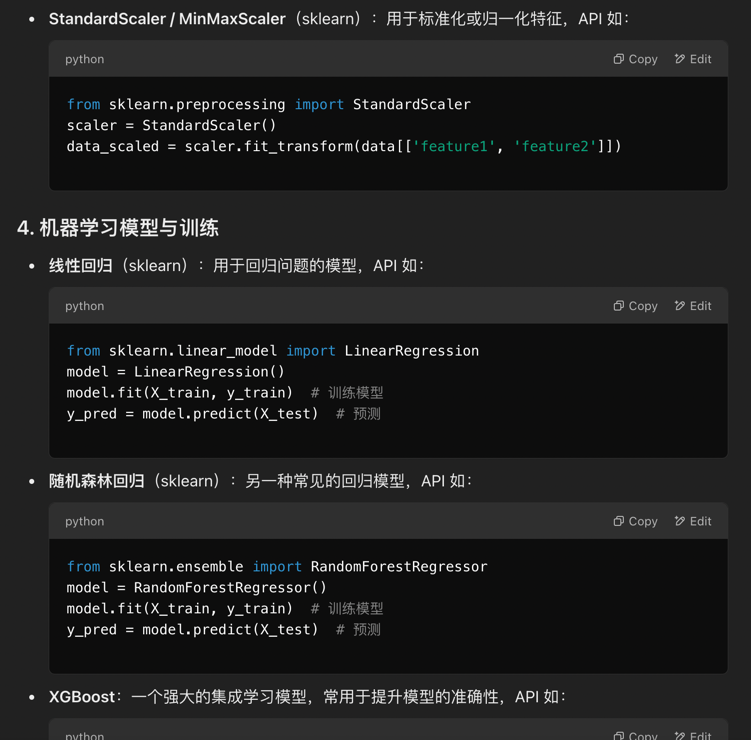 • StandardScaler / MinMaxScaler（sklearn）：用于标准化或归一化特征，API 如：
python Copy Edit
from sklearn.preprocessing import StandardScaler
scaler = StandardScaler()
data_scaled = scaler.fit_transform(data[['feature1', 'feature2']])
4. 机器学习模型与训练
• 线性回归（sklearn）：用于回归问题的模型，API 如：
python Copy Edit
from sklearn.linear_model import LinearRegression
model = LinearRegression()
model.fit(X_train, y_train)  # 训练模型
y_pred = model.predict(X_test)  # 预测
• 随机森林回归（sklearn）：另一种常见的回归模型，API 如：
python Copy Edit
from sklearn.ensemble import RandomForestRegressor
model = RandomForestRegressor()
model.fit(X_train, y_train)  # 训练模型
y_pred = model.predict(X_test)  # 预测
• XGBoost：一个强大的集成学习模型，常用于提升模型的准确性，API 如：
python Copy Edit